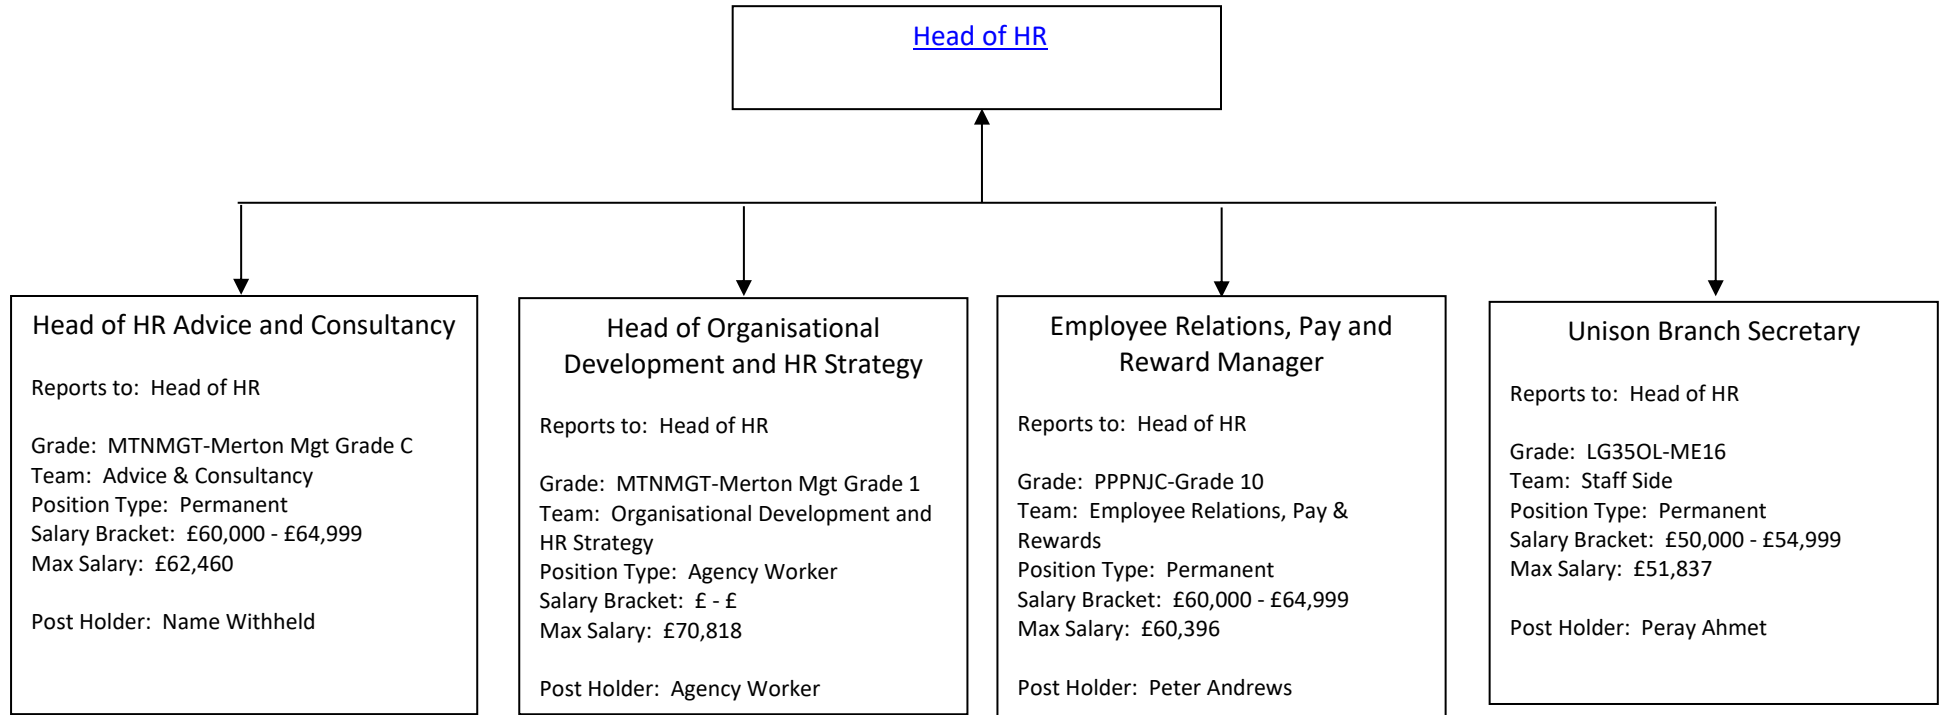 Head of HR
Head of HR Advice and Consultancy
Reports to:  Head of HR
Grade:  MTNMGT-Merton Mgt Grade C
Team:  Advice & Consultancy
Position Type:  Permanent
Salary Bracket:  £60,000 - £64,999
Max Salary:  £62,460
Post Holder:  Name Withheld
Head of Organisational
Development and HR Strategy
Reports to:  Head of HR
Grade:  MTNMGT-Merton Mgt Grade 1
Team:  Organisational Development and
HR Strategy
Position Type:  Agency Worker
Salary Bracket:  £ - £
Max Salary:  £70,818
Post Holder:  Agency Worker
Employee Relations, Pay and
Reward Manager
Reports to:  Head of HR
Grade:  PPPNJC-Grade 10
Team:  Employee Relations, Pay &
Rewards
Position Type:  Permanent
Salary Bracket:  £60,000 - £64,999
Max Salary:  £60,396
Post Holder:  Peter Andrews
Unison Branch Secretary
Reports to:  Head of HR
Grade:  LG35OL-ME16
Team:  Staff Side
Position Type:  Permanent
Salary Bracket:  £50,000 - £54,999
Max Salary:  £51,837
Post Holder:  Peray Ahmet